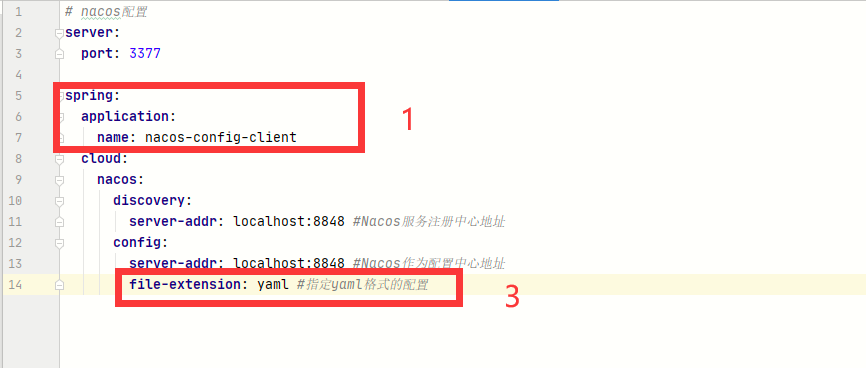 1 # nacos配置
2 server:
3 port: 3377
4
5 spring:
6 application:
7 name: nacos-config-client
1
8 cloud:
9 nacos:
10 discovery:
11 server-addr: localhost:8848 #Nacos服务注册中心地址
12 config:
13 server-addr: localhost:8848 #Nacos作为配置中心地址
14 file-extension: yaml #指定yaml格式的配置
3